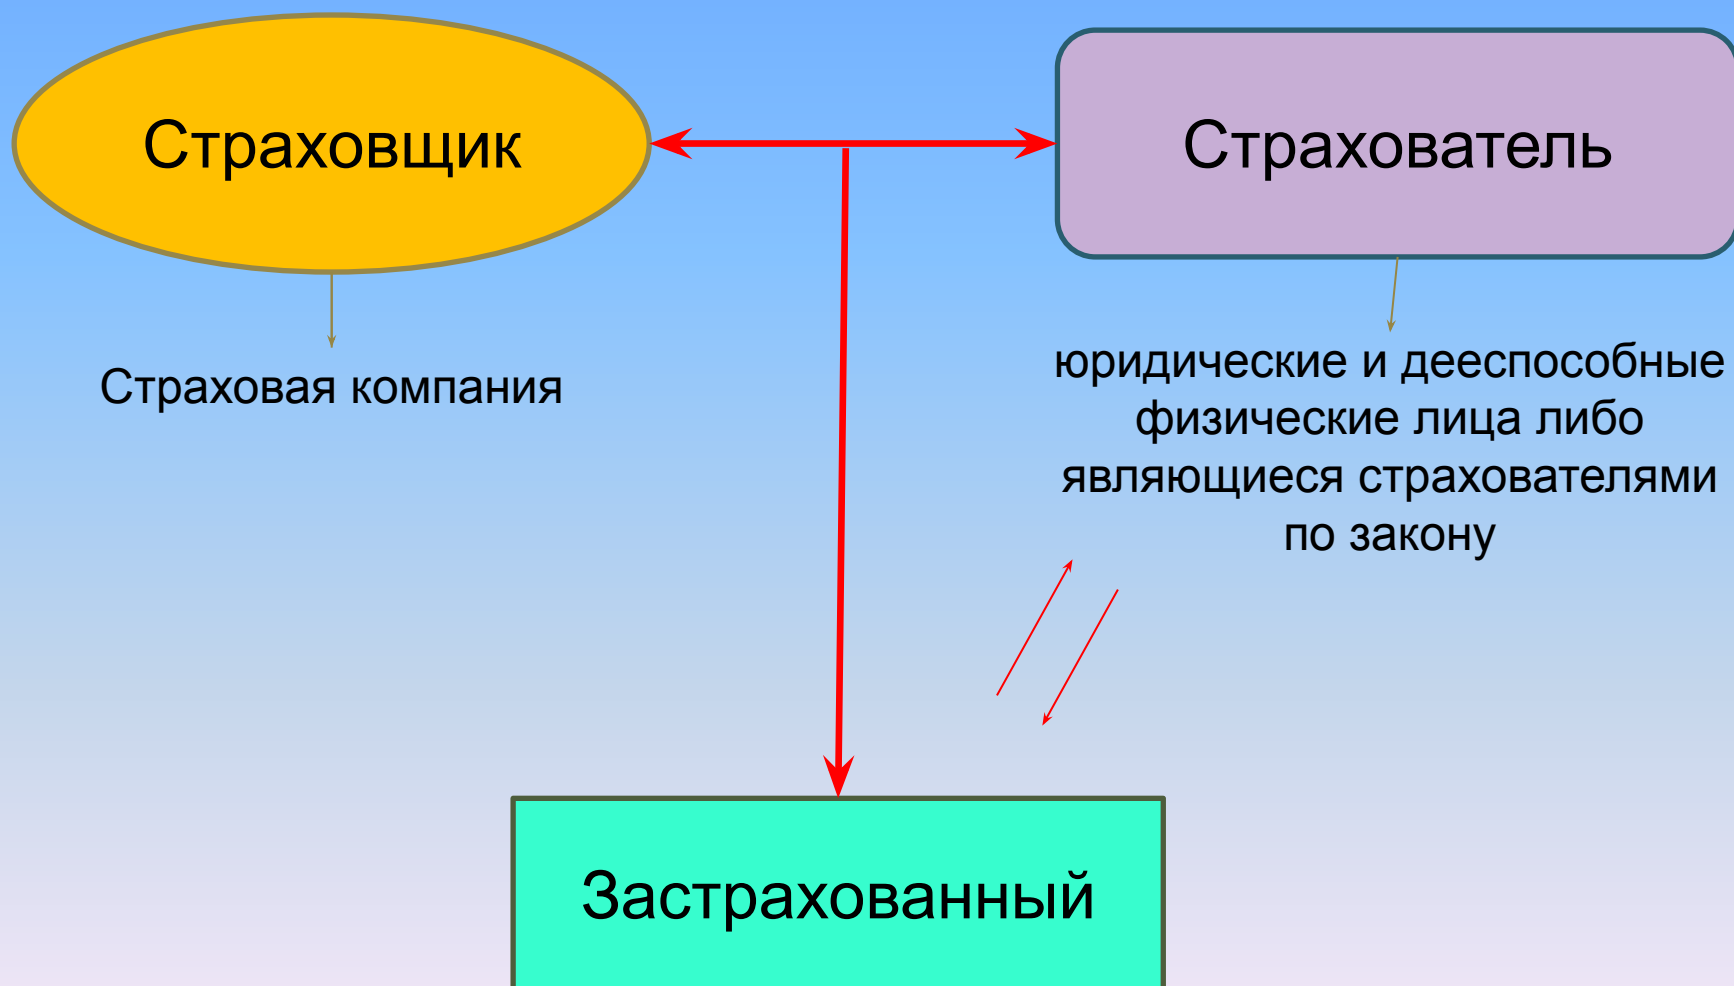 Страховщик
Страхователь
Страховая компания
юридические и дееспособные
физические лица либо
являющиеся страхователями
по закону
Застрахованный